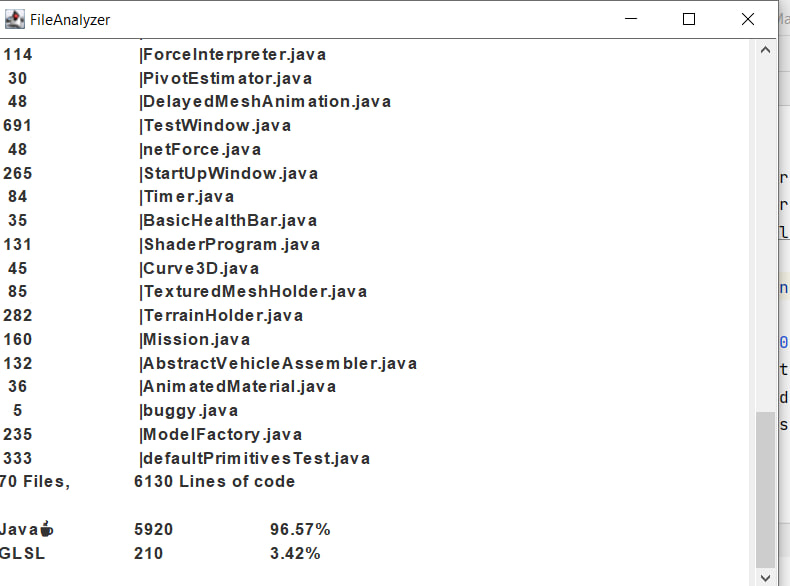 FileAnalyzer
114 |ForceInterpreter.java
30 |PivotEstimator.java
48 |DelayedMeshAnimation.java
691 |TestWindow.java
48 |netForce.java
265 |StartUpWindow.java
84 |Timer.java
35 |BasicHealthBar.java
131 |ShaderProgram.java
45 |Curve3D.java
85 |TexturedMeshHolder.java
282 |TerrainHolder.java
160 |Mission.java
132 |AbstractVehicleAssembler.java
36 |AnimatedMaterial.java
5 |buggy.java
235 |ModelFactory.java
333 |defaultPrimitivesTest.java
70 Files, 6130 Lines of code
Java☕ 5920 96.57%
GLSL 210 3.42%